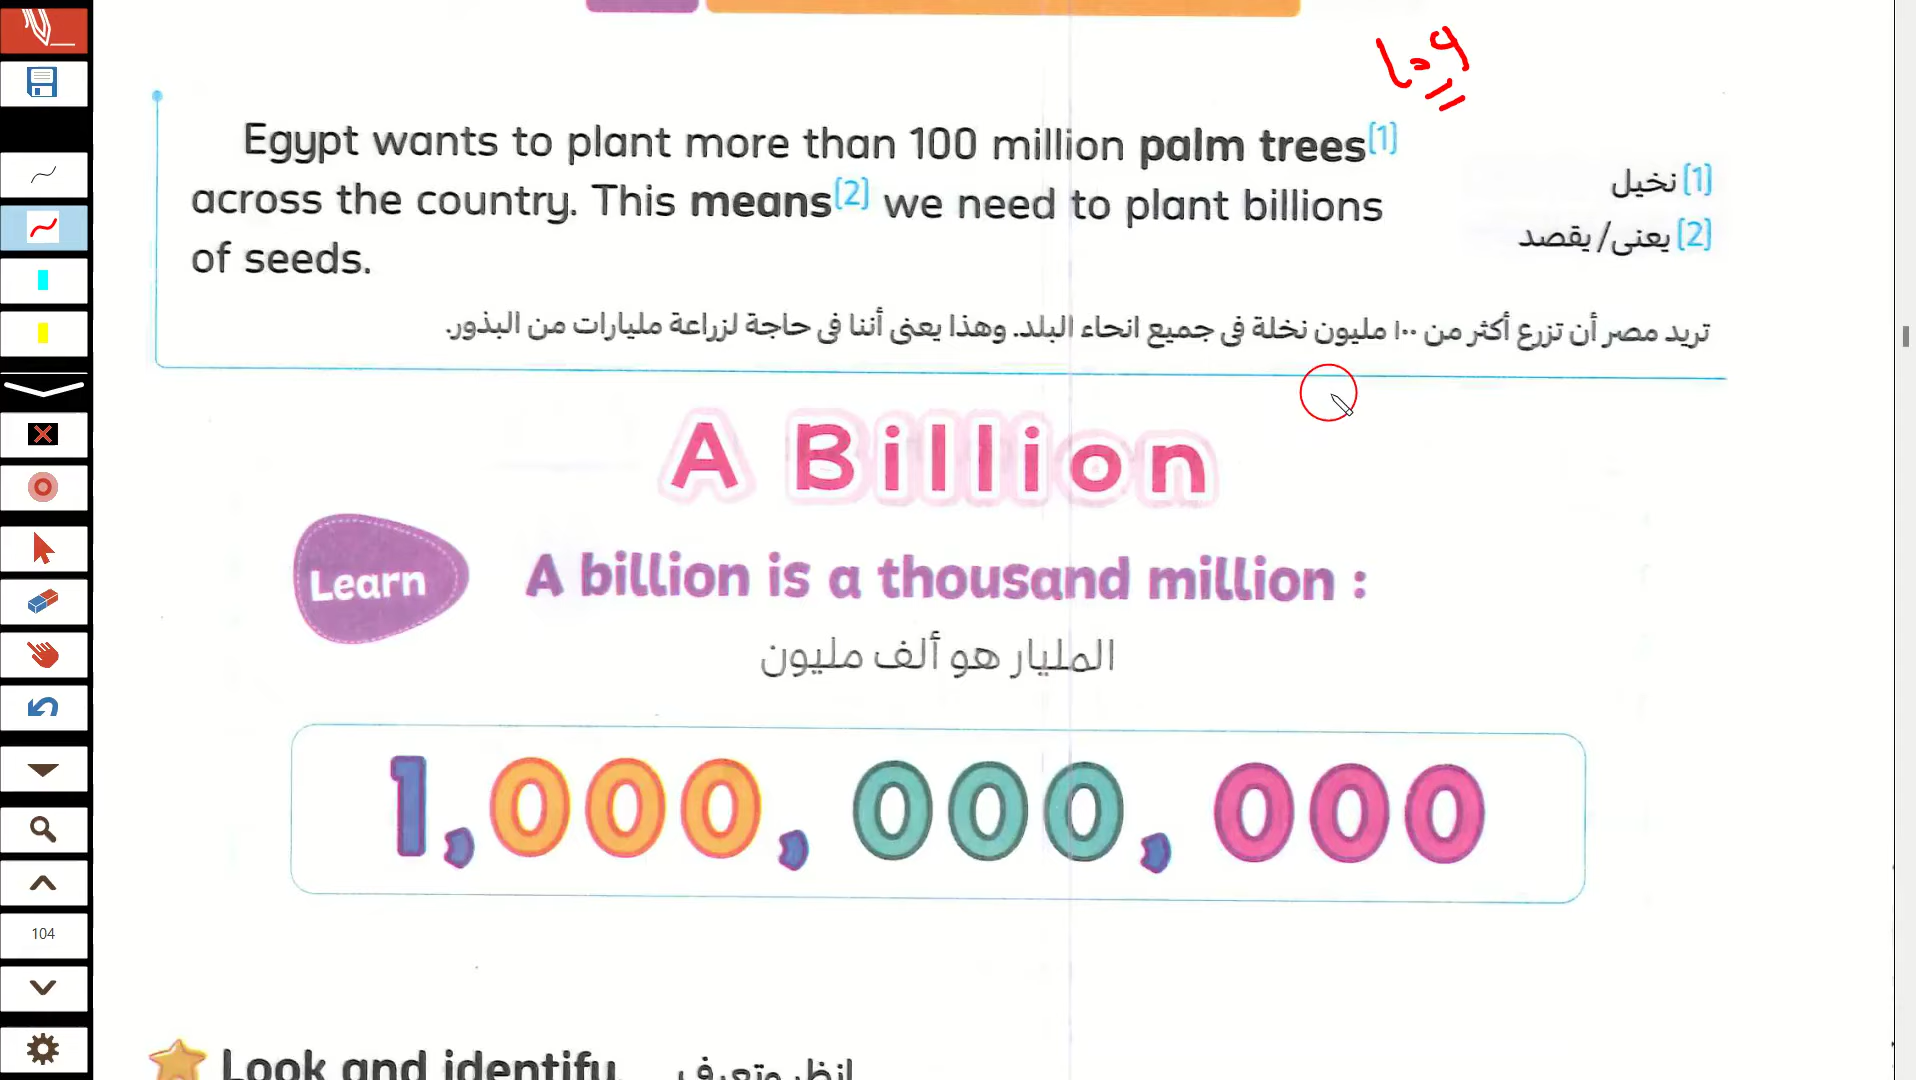 Egypt wants to plant more than 100 million palm trees[1]
across the country. This means[2] we need to plant billions
of seeds.
[1] نخيل
[2] يعنى/يقصد
تريد مصر أن تزرع أكثر من ١٠٠ مليون نخلة فى جميع انحاء البلد. وهذا يعنى أننا فى حاجة لزراعة مليارات من البذور.
A Billion
Learn
A billion is a thousand million :
المليار هو ألف مليون
1,000,000,000
104
Look and identify. انظر وتعرف